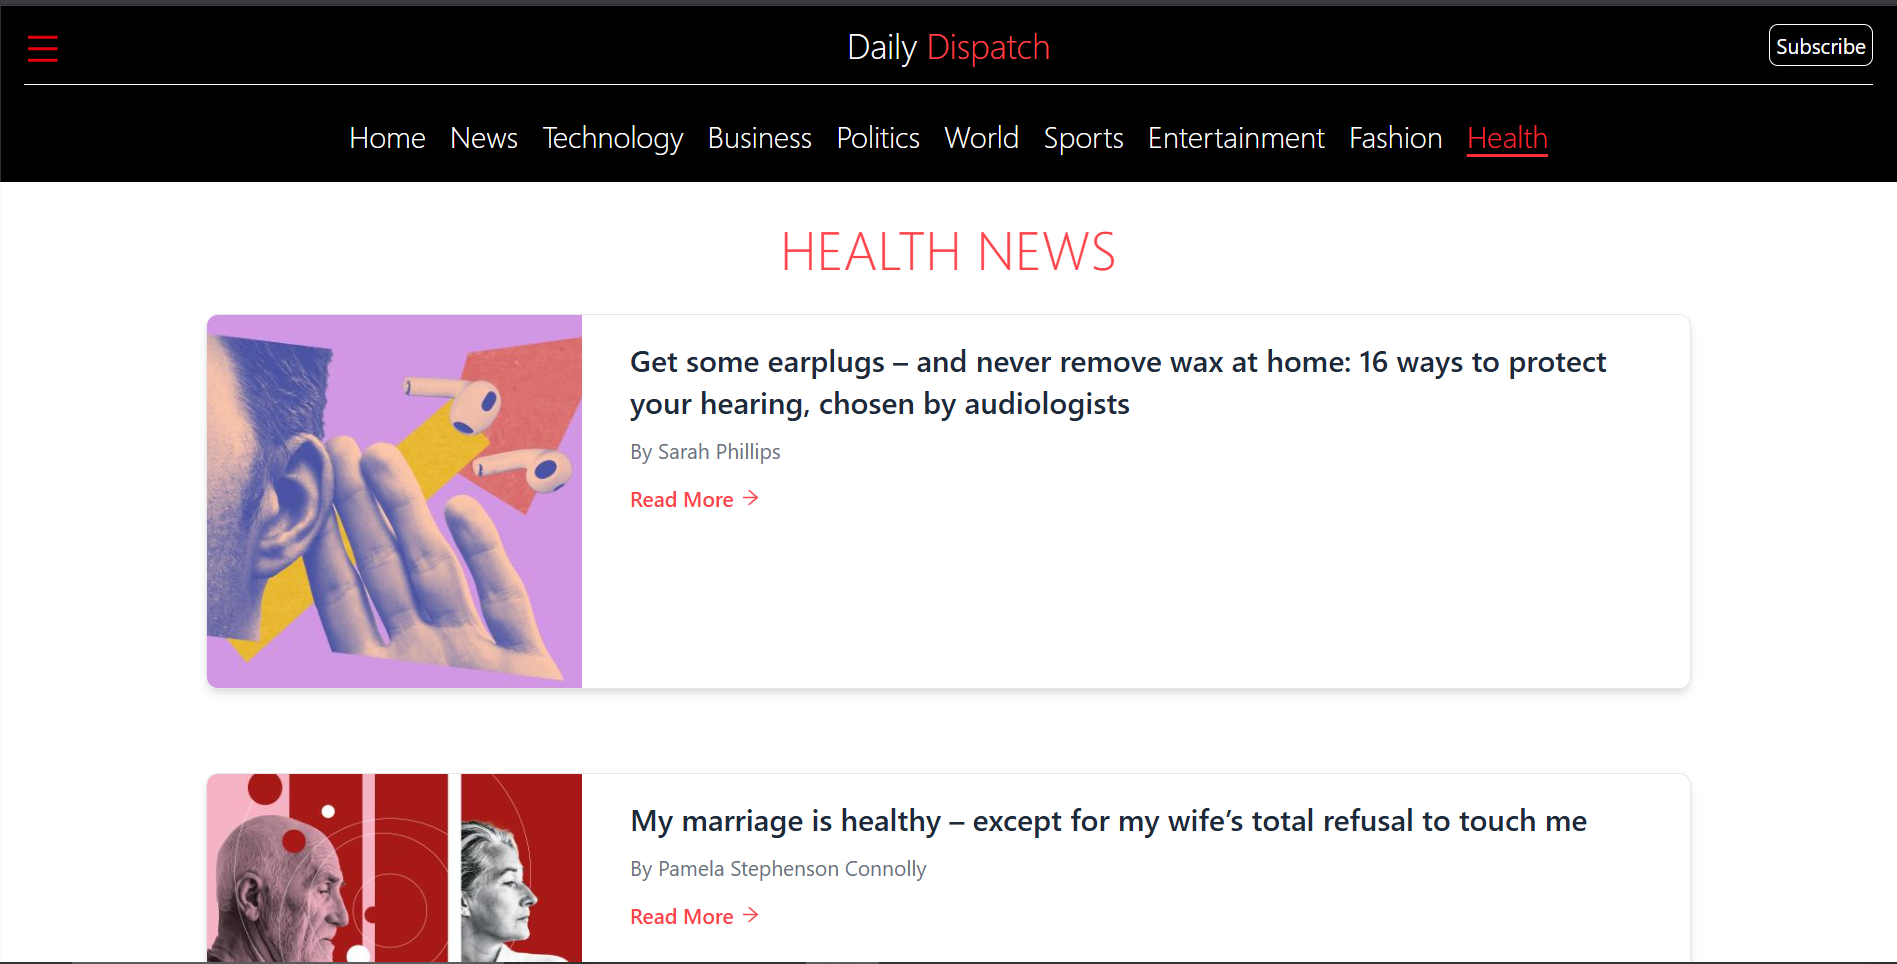 Daily Dispatch
Subscribe
Home News Technology Business Politics World Sports Entertainment Fashion Health
HEALTH NEWS
Get some earplugs – and never remove wax at home: 16 ways to protect
your hearing, chosen by audiologists
By Sarah Phillips
Read More
My marriage is healthy – except for my wife’s total refusal to touch me
By Pamela Stephenson Connolly
Read More